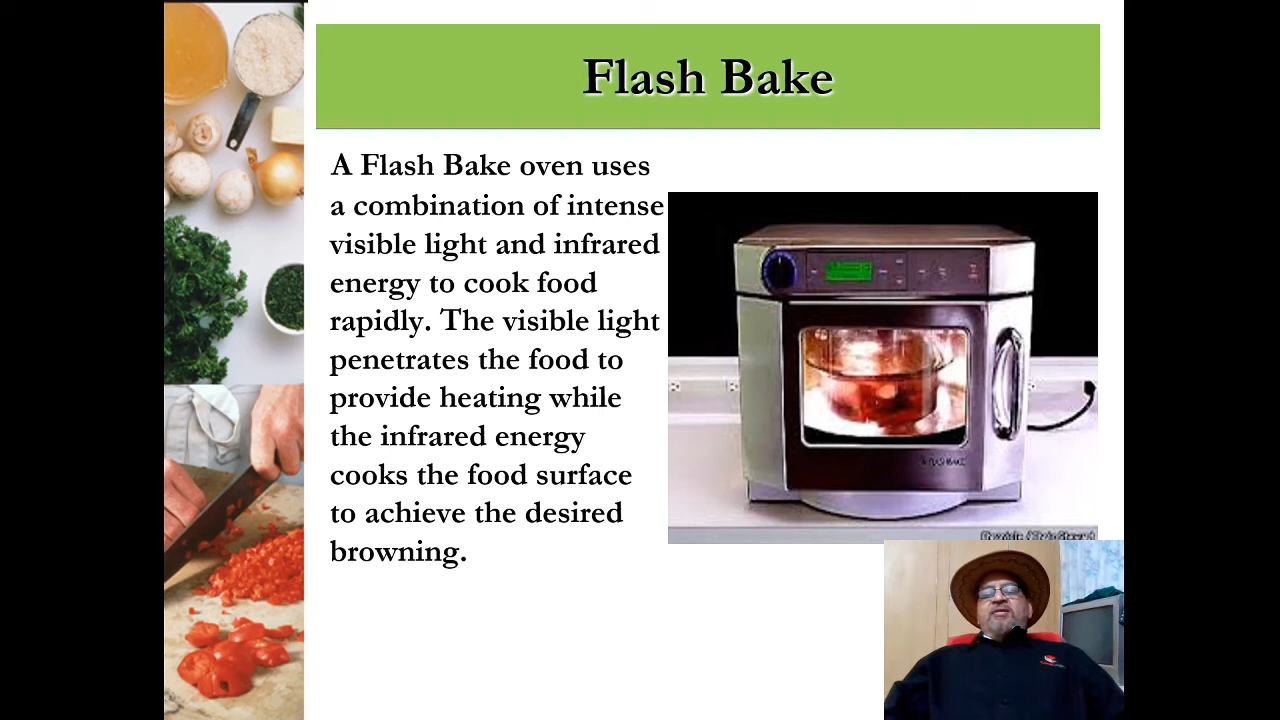 Flash Bake
A Flash Bake oven uses
a combination of intense
visible light and infrared
energy to cook food
rapidly. The visible light
penetrates the food to
provide heating while
the infrared energy
cooks the food surface
to achieve the desired
browning.
FLASHBAKE